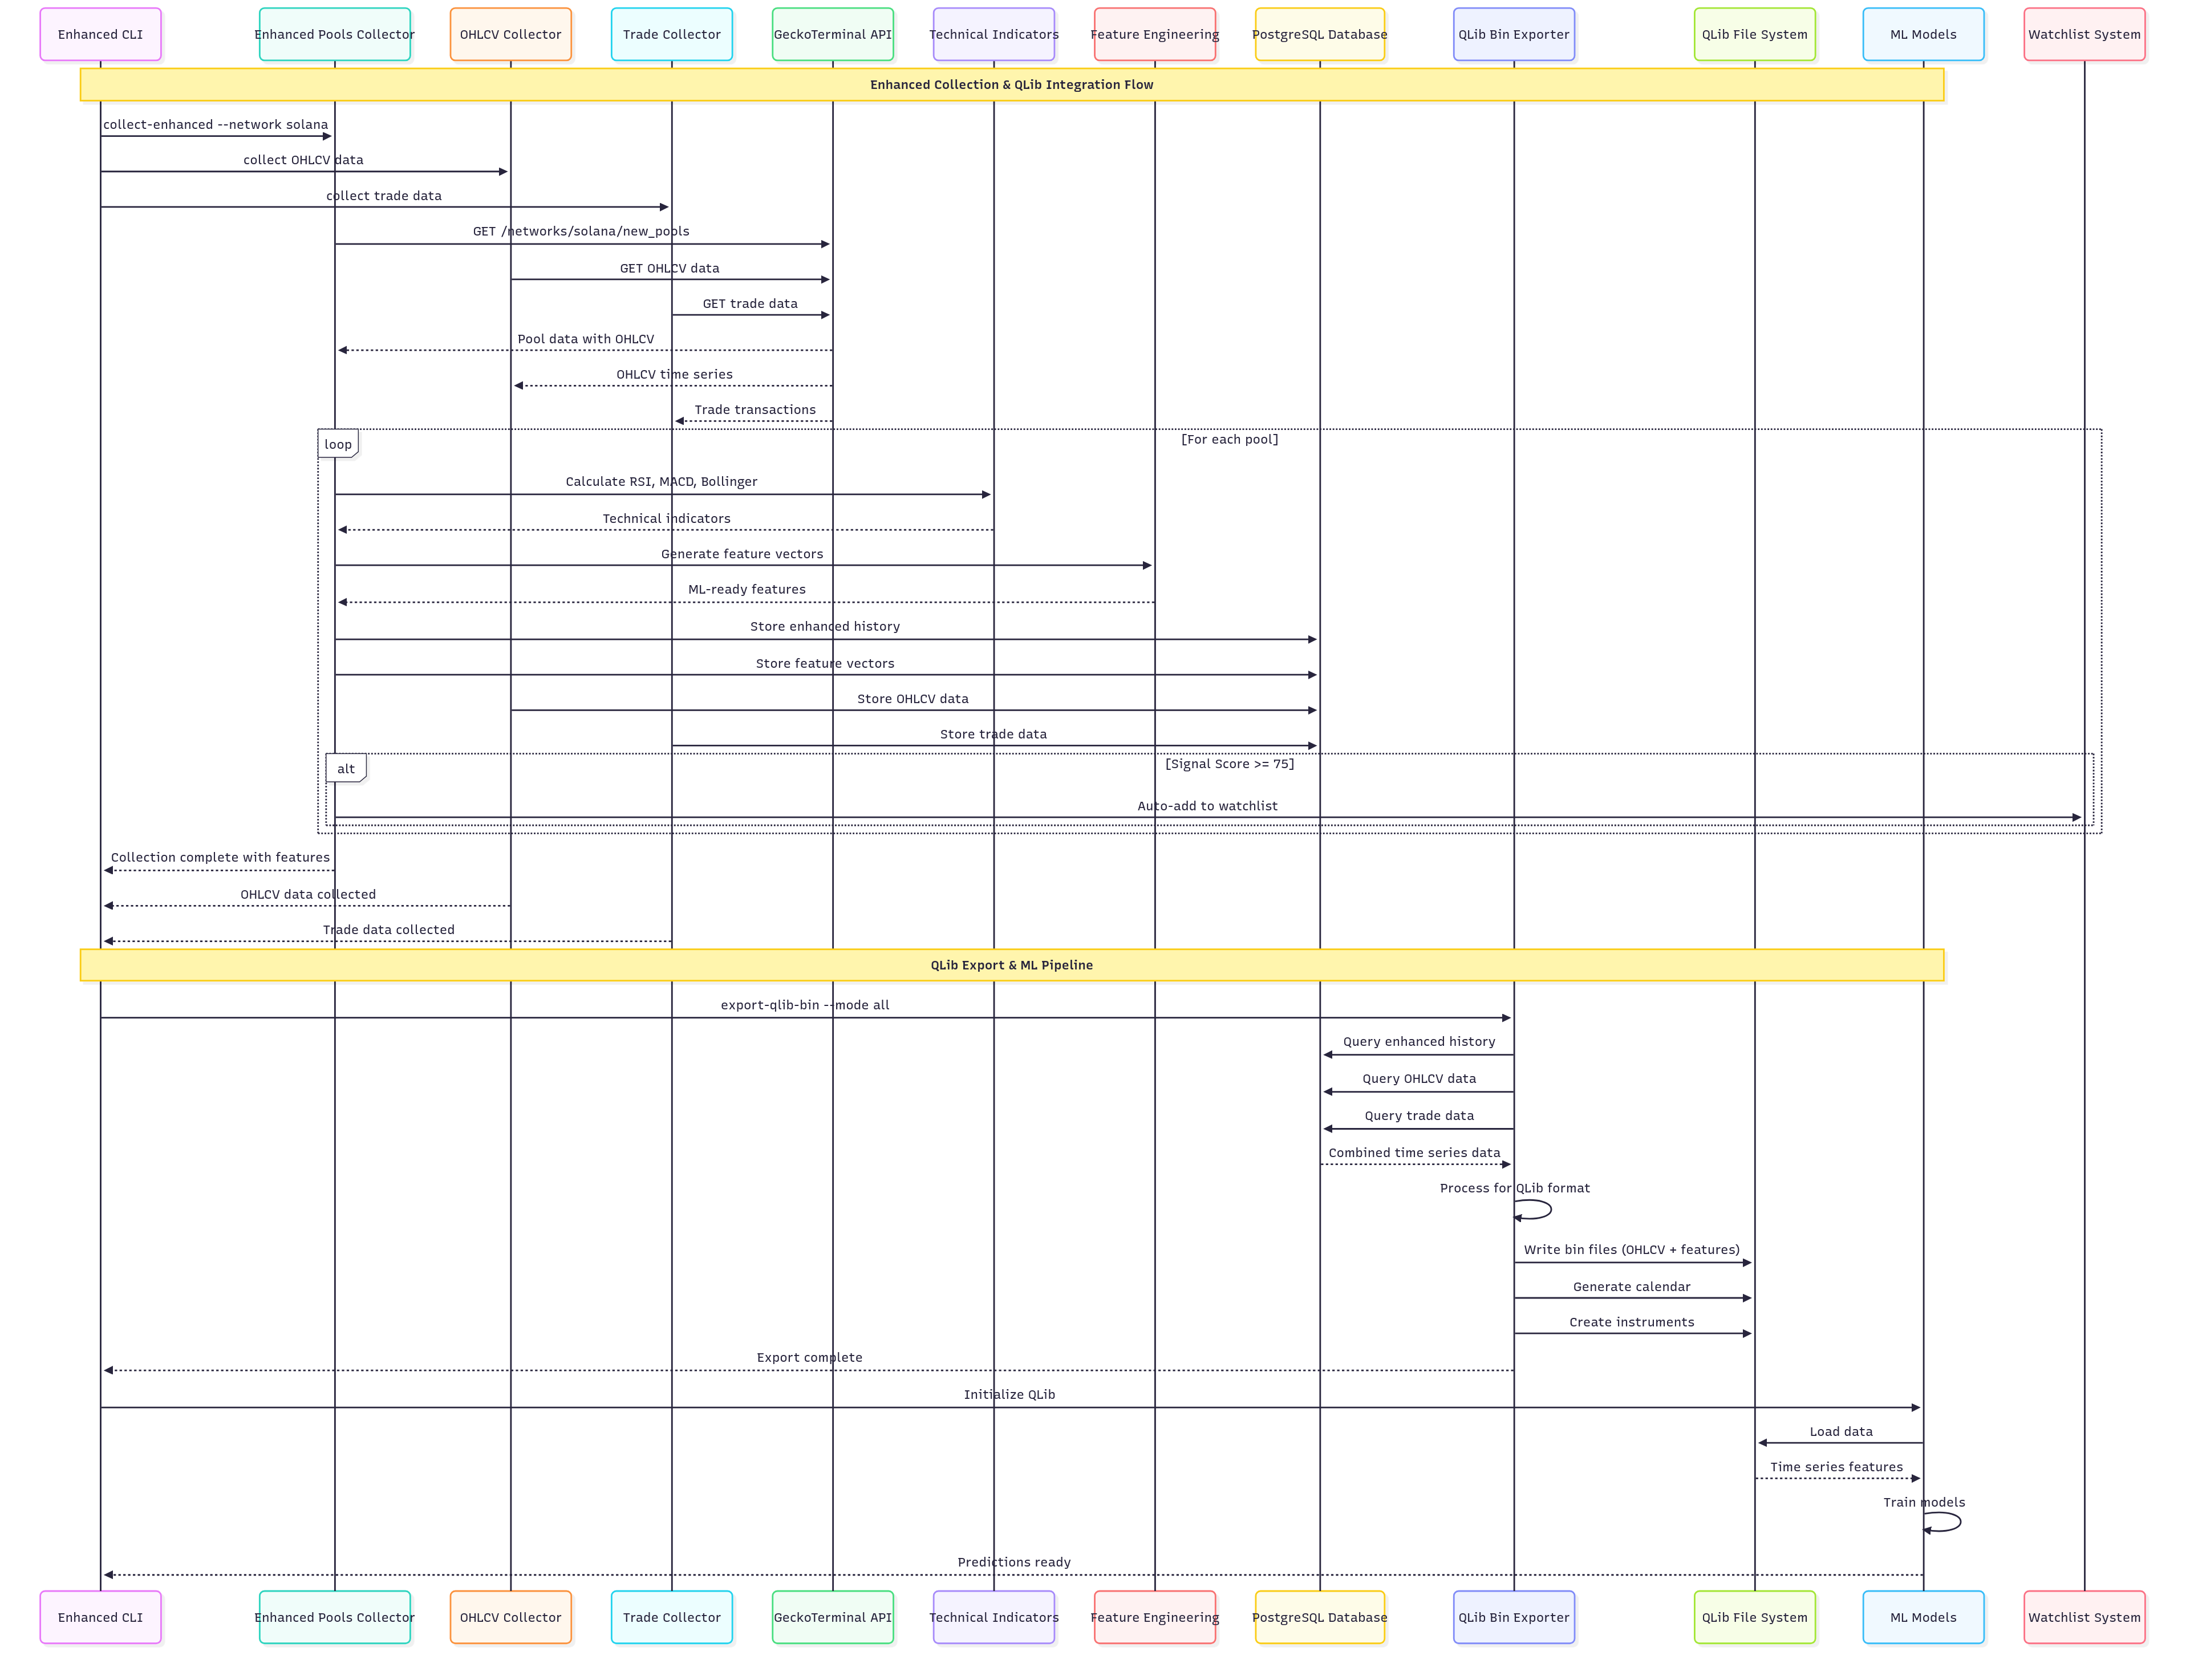 Enhanced CLI
Enhanced Pools Collector
OHLCV Collector
Trade Collector
GeckoTerminal API
Technical Indicators
Feature Engineering
PostgreSQL Database
QLib Bin Exporter
QLib File System
ML Models
Watchlist System
Enhanced Collection & QLib Integration Flow
collect-enhanced --network solana
collect OHLCV data
collect trade data
GET /networks/solana/new_pools
GET OHLCV data
GET trade data
Pool data with OHLCV
OHLCV time series
Trade transactions
loop
[For each pool]
Calculate RSI, MACD, Bollinger
Technical indicators
Generate feature vectors
ML-ready features
Store enhanced history
Store feature vectors
Store OHLCV data
Store trade data
alt
[Signal Score >= 75]
Auto-add to watchlist
Collection complete with features
OHLCV data collected
Trade data collected
QLib Export & ML Pipeline
export-qlib-bin --mode all
Query enhanced history
Query OHLCV data
Query trade data
Combined time series data
Process for QLib format
Write bin files (OHLCV + features)
Generate calendar
Create instruments
Export complete
Initialize QLib
Load data
Time series features
Train models
Predictions ready
Enhanced CLI
Enhanced Pools Collector
OHLCV Collector
Trade Collector
GeckoTerminal API
Technical Indicators
Feature Engineering
PostgreSQL Database
QLib Bin Exporter
QLib File System
ML Models
Watchlist System